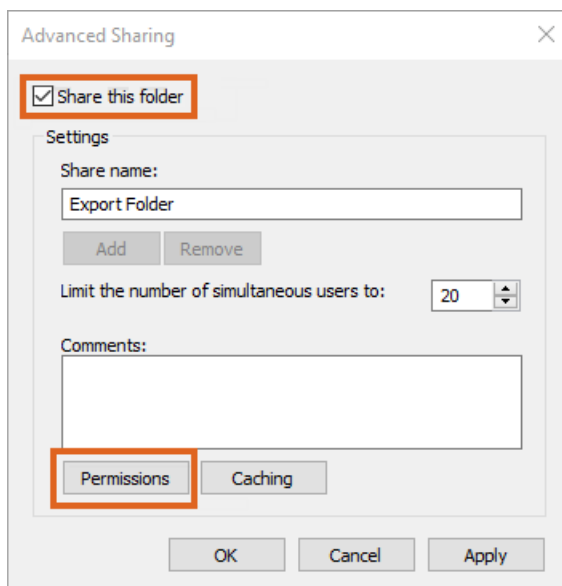 Advanced Sharing
Share this folder
Settings
Share name:
Export Folder
Add Remove
Limit the number of simultaneous users to: 20
Comments:
Permissions Caching
OK Cancel Apply